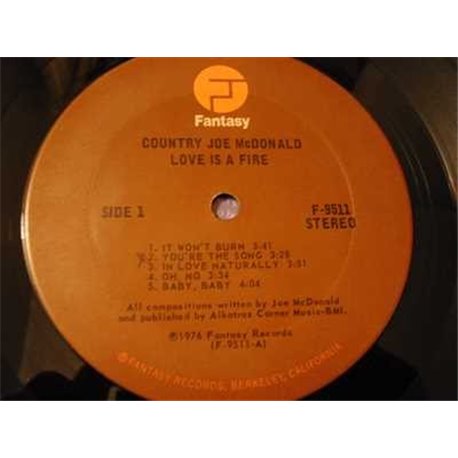 Fantasy
COUNTRY JOE McDONALD
LOVE IS A FIRE
SIDE 1
F-9511
STEREO
1. IT WON'T BURN 3:41
2. YOU'RE THE SONG 3:28
3. IN LOVE NATURALLY 3:51
4. OH, NO 3:34
5. BABY, BABY 4:04
All compositions written by Joe McDonald
and published by Alkatraz Corner Music-BMI.
℗1976 Fantasy Records
(F-9511-A)
© FANTASY RECORDS, BERKELEY, CALIFORNIA